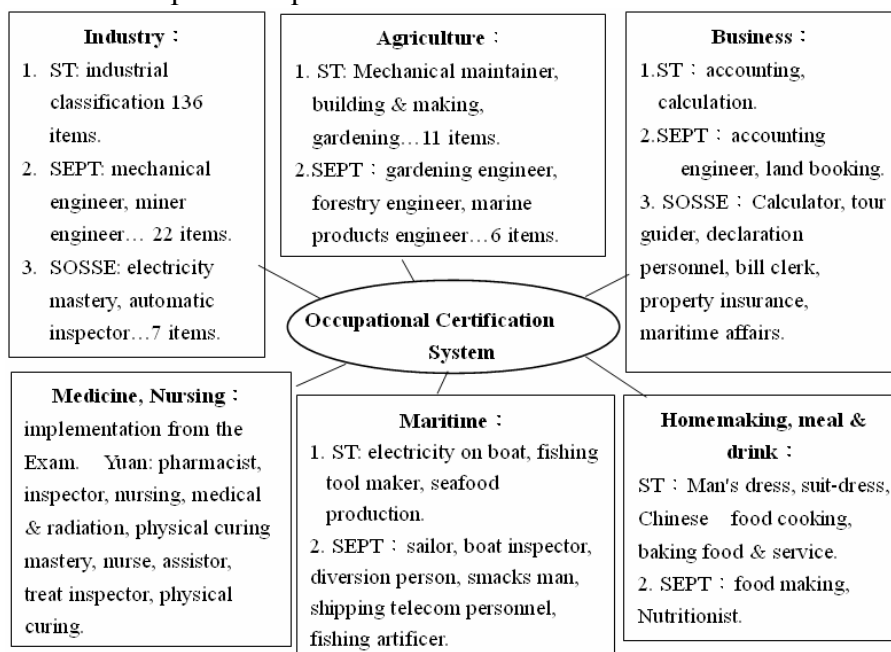 Industry：
1. ST: industrial
classification 136
items.
2. SEPT: mechanical
engineer, miner
engineer… 22 items.
3. SOSSE: electricity
mastery, automatic
inspector…7 items.
Agriculture：
1. ST: Mechanical maintainer,
building & making,
gardening… 11 items.
2.SEPT：gardening engineer,
forestry engineer, marine
products engineer…6 items.
Business：
1.ST：accounting,
calculation.
2.SEPT：accounting
engineer, land booking.
3. SOSSE：Calculator, tour
guider, declaration
personnel, bill clerk,
property insurance,
maritime affairs.
Occupational Certification
System
Medicine, Nursing：
implementation from the
Exam. Yuan: pharmacist,
inspector, nursing, medical
& radiation, physical curing
mastery, nurse, assistor,
treat inspector, physical
curing.
Maritime：
1. ST: electricity on boat, fishing
tool maker, seafood
production.
2. SEPT：sailor, boat inspector,
diversion person, smacks man,
shipping telecom personnel,
fishing artificer.
Homemaking, meal &
drink：
ST：Man's dress, suit-dress,
Chinese food cooking,
baking food & service.
2. SEPT：food making,
Nutritionist.